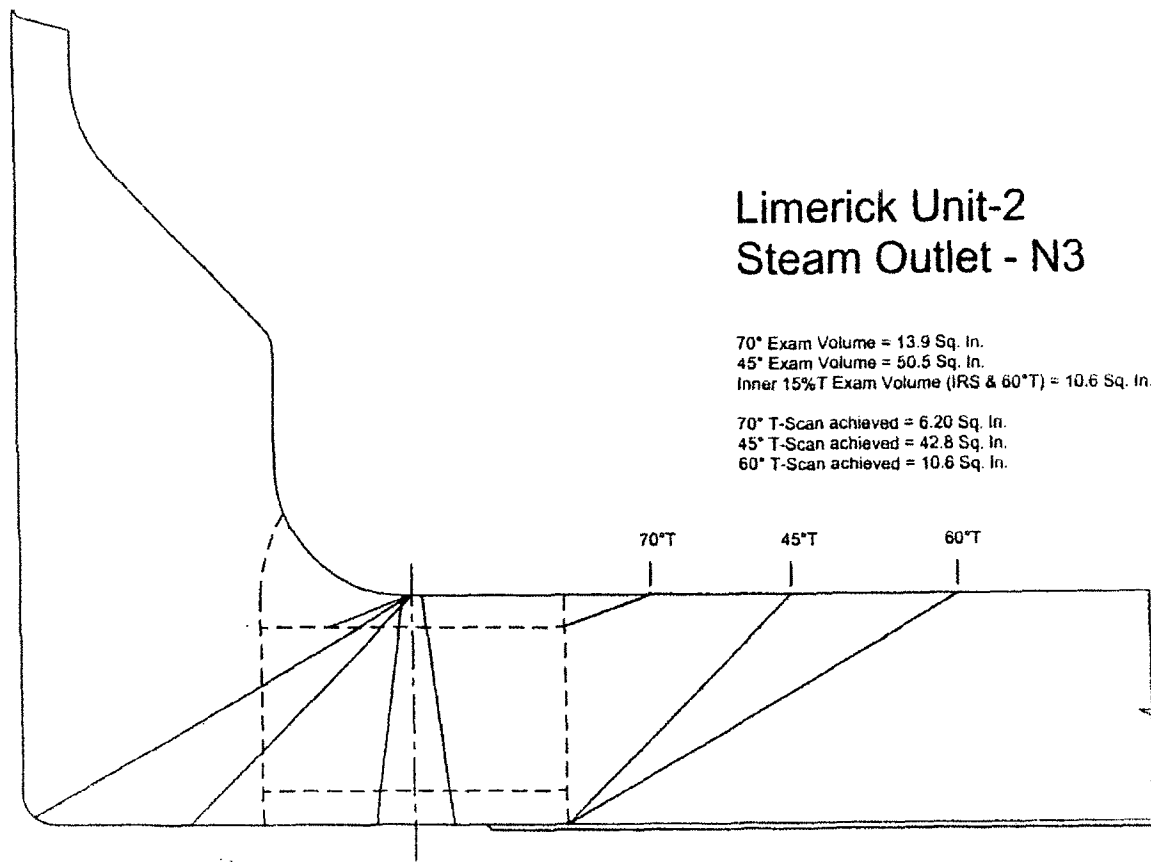 Limerick Unit-2
Steam Outlet - N3
70° Exam Volume = 13.9 Sq. In.
45° Exam Volume = 50.5 Sq. In.
Inner 15%T Exam Volume (IRS & 60°T) = 10.6 Sq. In.
70° T-Scan achieved = 6.20 Sq. In.
45° T-Scan achieved = 42.8 Sq. In.
60° T-Scan achieved = 10.6 Sq. In.
70°T 45°T 60°T